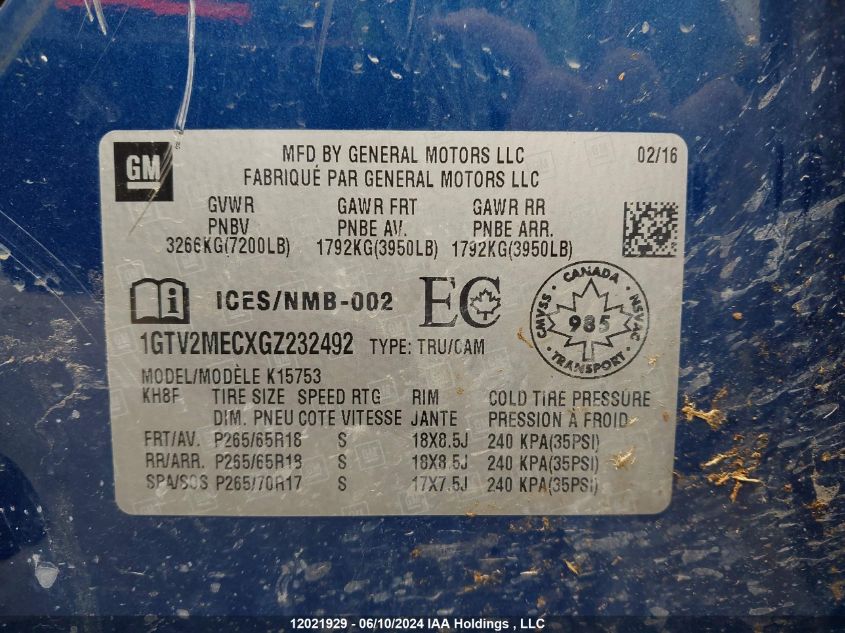 GM
MFD BY GENERAL MOTORS LLC 02/16
FABRIQUÉ PAR GENERAL MOTORS LLC
GVWR GAWR FRT GAWR RR
PNBV PNBE AV. PNBE ARR.
3266KG(7200LB) 1792KG(3950LB) 1792KG(3950LB)
i ICES/NMB-002 EC
CANADA
CMVSS 985 NSVAC
TRANSPORT
1GTV2MECXGZ232492 TYPE: TRU/CAM
MODEL/MODÈLE K15753
KH8F TIRE SIZE SPEED RTG RIM COLD TIRE PRESSURE
DIM. PNEU COTE VITESSE JANTE PRESSION À FROID
FRT/AV. P265/65R18 S 18X8.5J 240 KPA(35PSI)
RR/ARR. P265/65R18 S 18X8.5J 240 KPA(35PSI)
SPA/SOS P265/70R17 S 17X7.5J 240 KPA(35PSI)
12021929 - 06/10/2024 IAA Holdings , LLC